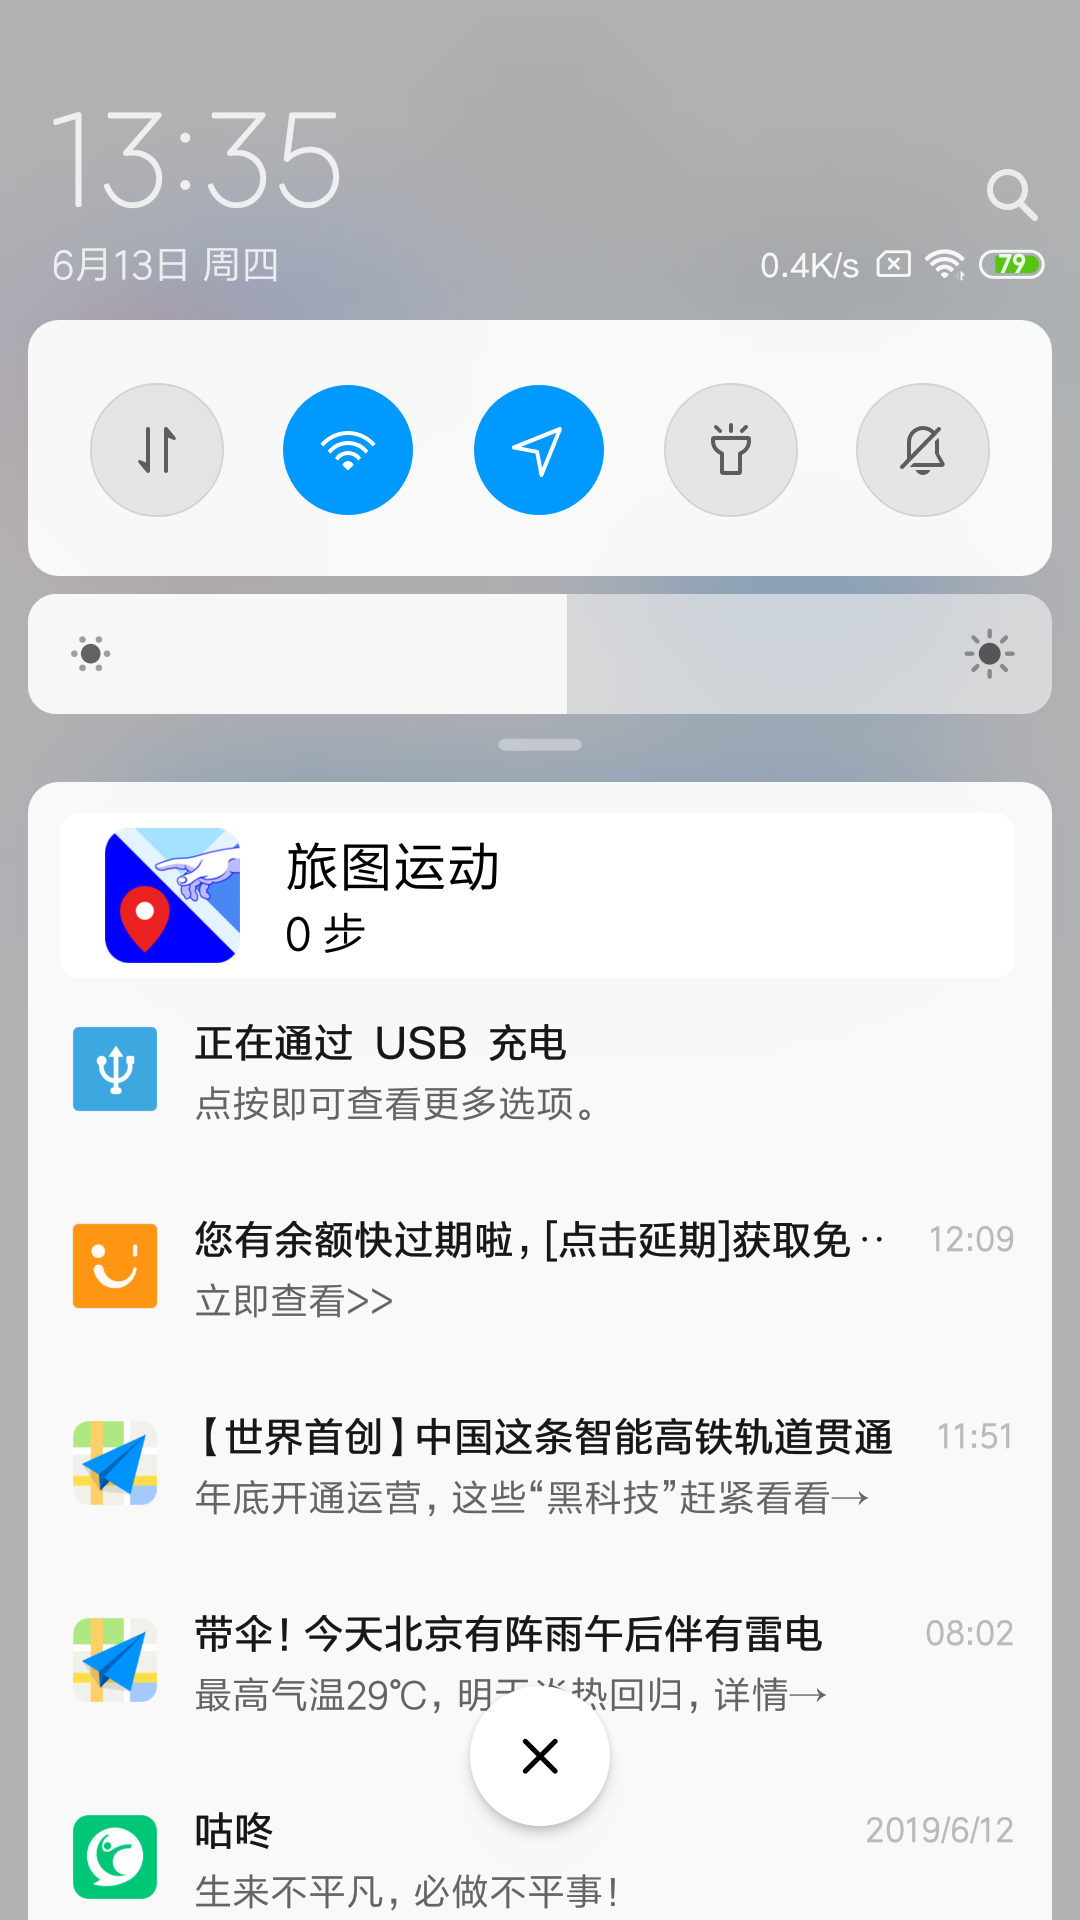 13:35
6月13日 周四
0.4K/s
79
旅图运动
0 步
正在通过 USB 充电
点按即可查看更多选项。
您有余额快过期啦，[点击延期]获取免··
12:09
立即查看>>
【世界首创】中国这条智能高铁轨道贯通
11:51
年底开通运营，这些“黑科技”赶紧看看→
带伞！今天北京有阵雨午后伴有雷电
08:02
最高气温29℃，明天炎热回归，详情→
咕咚
2019/6/12
生来不平凡，必做不平事！